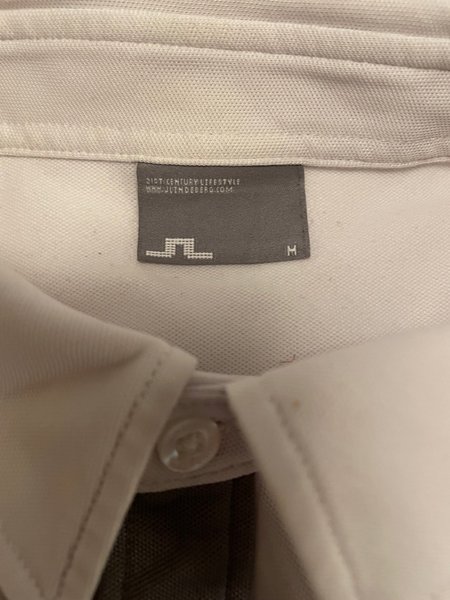 21ST/CENTURY LIFESTYLE
WWW.JLINDEBERG.COM
M